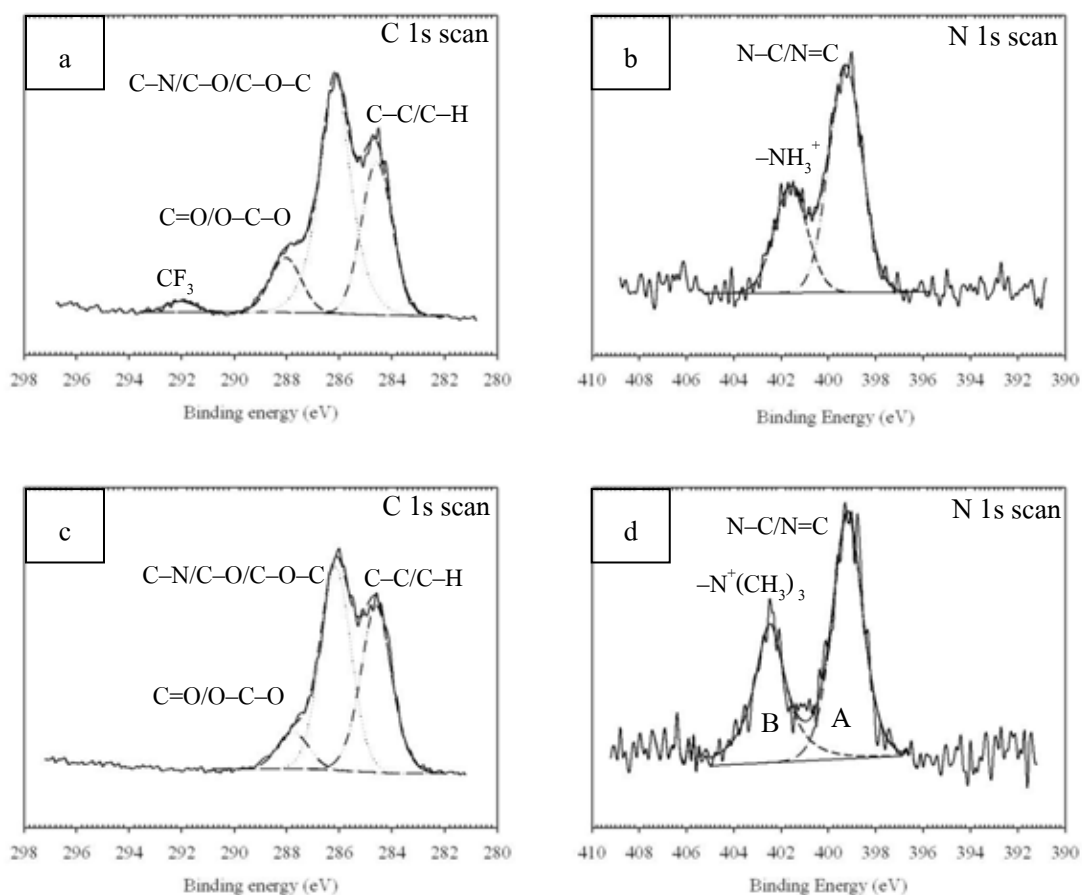 a
C 1s scan
C–N/C–O/C–O–C
C–C/C–H
C=O/O–C–O
CF3
298 296 294 292 290 288 286 284 282 280
Binding energy (eV)
b
N 1s scan
N–C/N=C
–NH3+
410 408 406 404 402 400 398 396 394 392 390
Binding Energy (eV)
c
C 1s scan
C–N/C–O/C–O–C
C–C/C–H
C=O/O–C–O
298 296 294 292 290 288 286 284 282 280
Binding energy (eV)
d
N 1s scan
N–C/N=C
–N+(CH3)3
B
A
410 408 406 404 402 400 398 396 394 392 390
Binding Energy (eV)